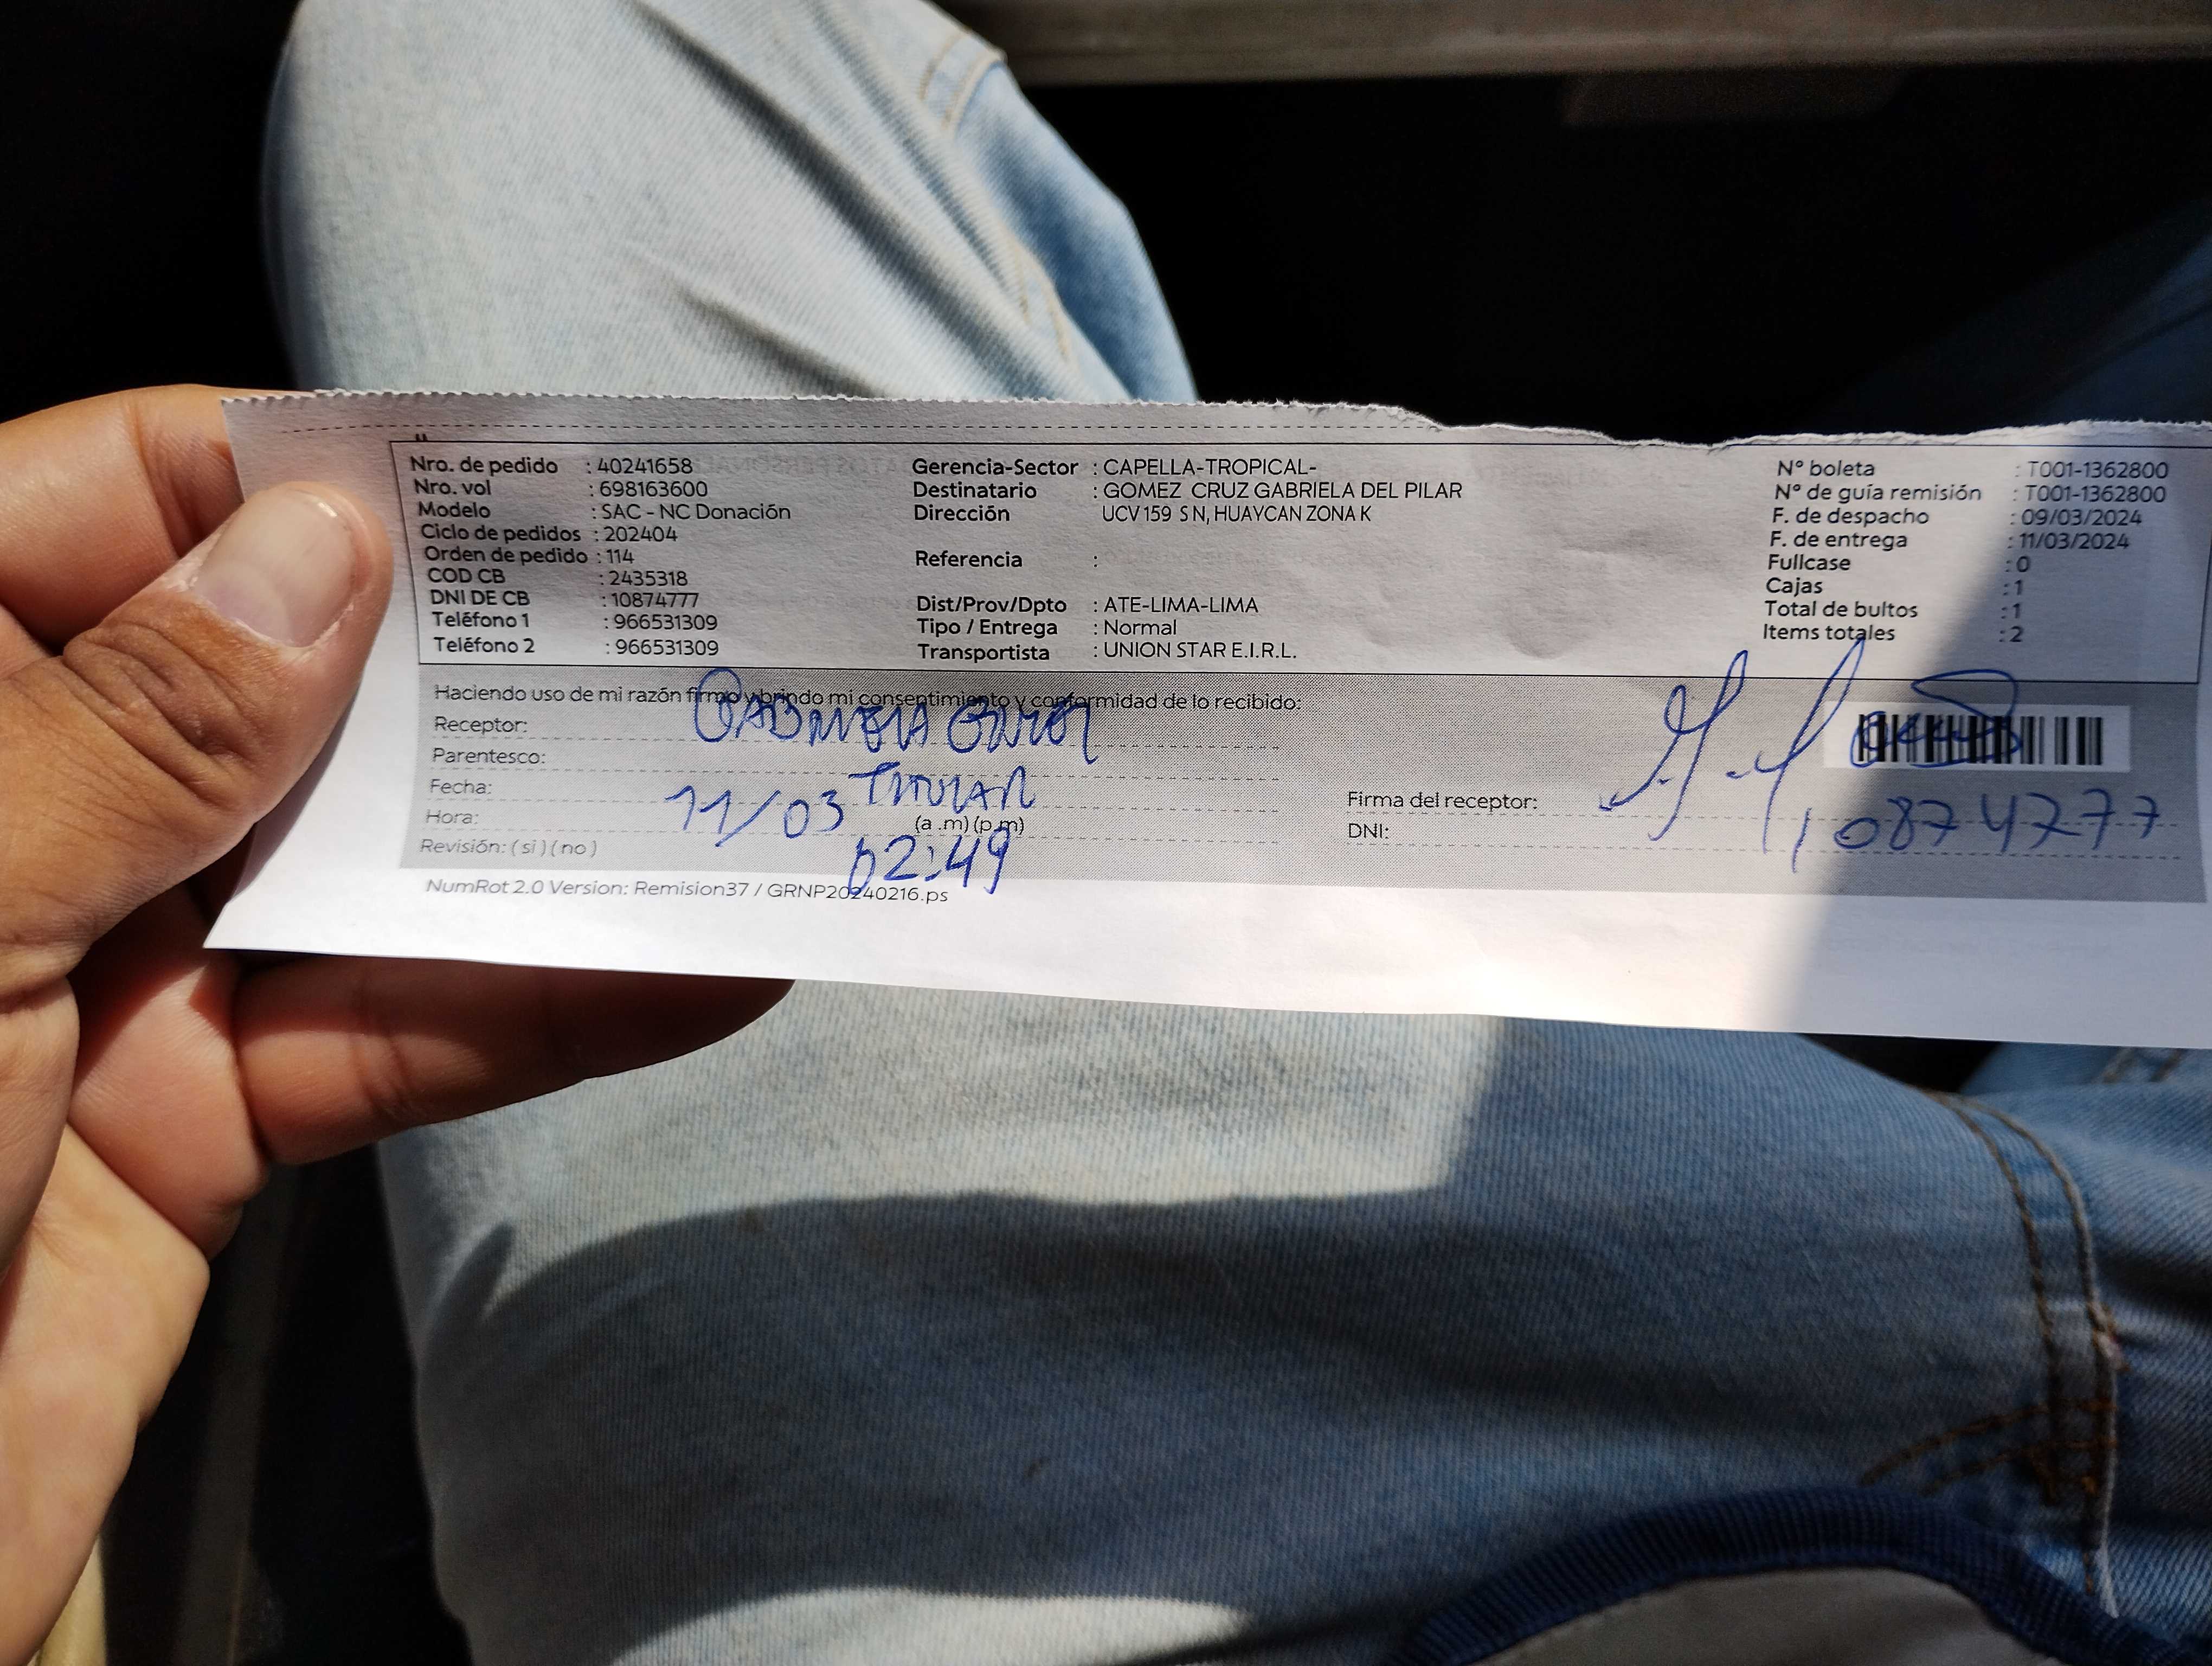 Nro. de pedido : 40241658
Nro. vol : 698163600
Modelo : SAC - NC Donación
Ciclo de pedidos : 202404
Orden de pedido : 114
COD CB : 2435318
DNI DE CB : 10874777
Teléfono 1 : 966531309
Teléfono 2 : 966531309
Gerencia-Sector : CAPELLA-TROPICAL-
Destinatario : GOMEZ CRUZ GABRIELA DEL PILAR
Dirección UCV 159 S N, HUAYCAN ZONA K
Referencia :
Dist/Prov/Dpto : ATE-LIMA-LIMA
Tipo / Entrega : Normal
Transportista : UNION STAR E.I.R.L.
N° boleta : T001-1362800
N° de guía remisión : T001-1362800
F. de despacho : 09/03/2024
F. de entrega : 11/03/2024
Fullcase : 0
Cajas : 1
Total de bultos : 1
Items totales : 2
Haciendo uso de mi razón firmo y brindo mi consentimiento y conformidad de lo recibido:
Receptor: GABRIELA
Parentesco: TITULAR
Fecha: 11/03
Hora: (a .m) (p.m) 02:49
Revisión: ( si ) ( no )
Firma del receptor:
DNI: 10874777
NumRot 2.0 Version: Remision37 / GRNP20240216.ps